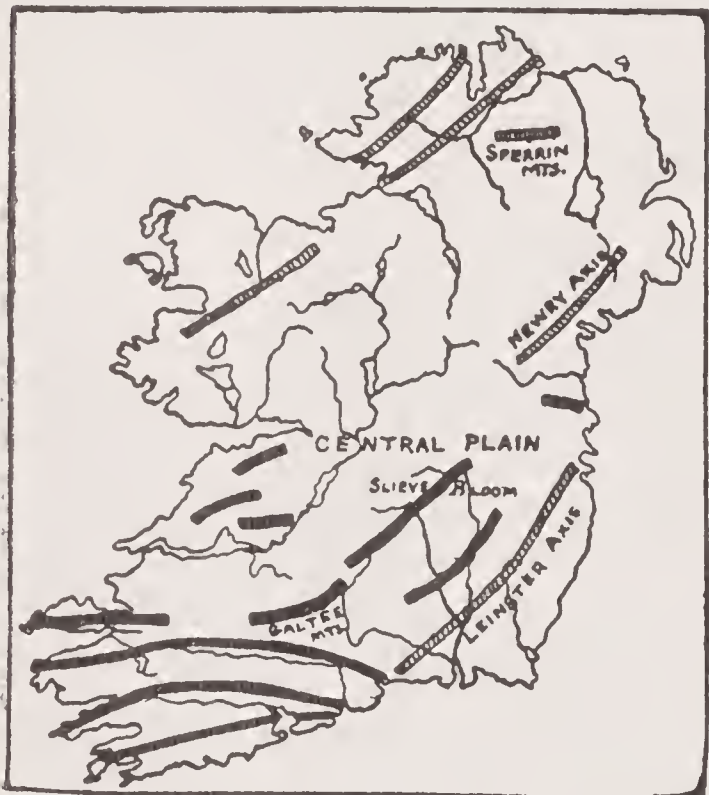 SPERRIN
MTS.
NEWRY AXIS
CENTRAL PLAIN
SLIEVE BLOOM
LEINSTER AXIS
GALTEE
MTS.